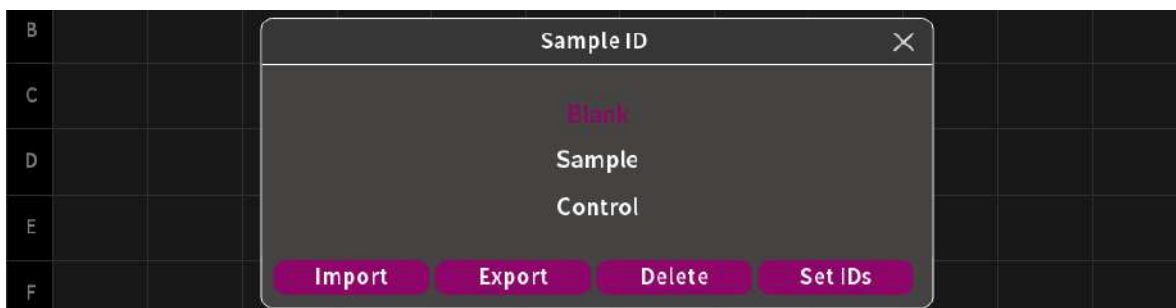 B
Sample ID
C
Blank
D
Sample
Control
E
Import Export Delete Set IDs
F